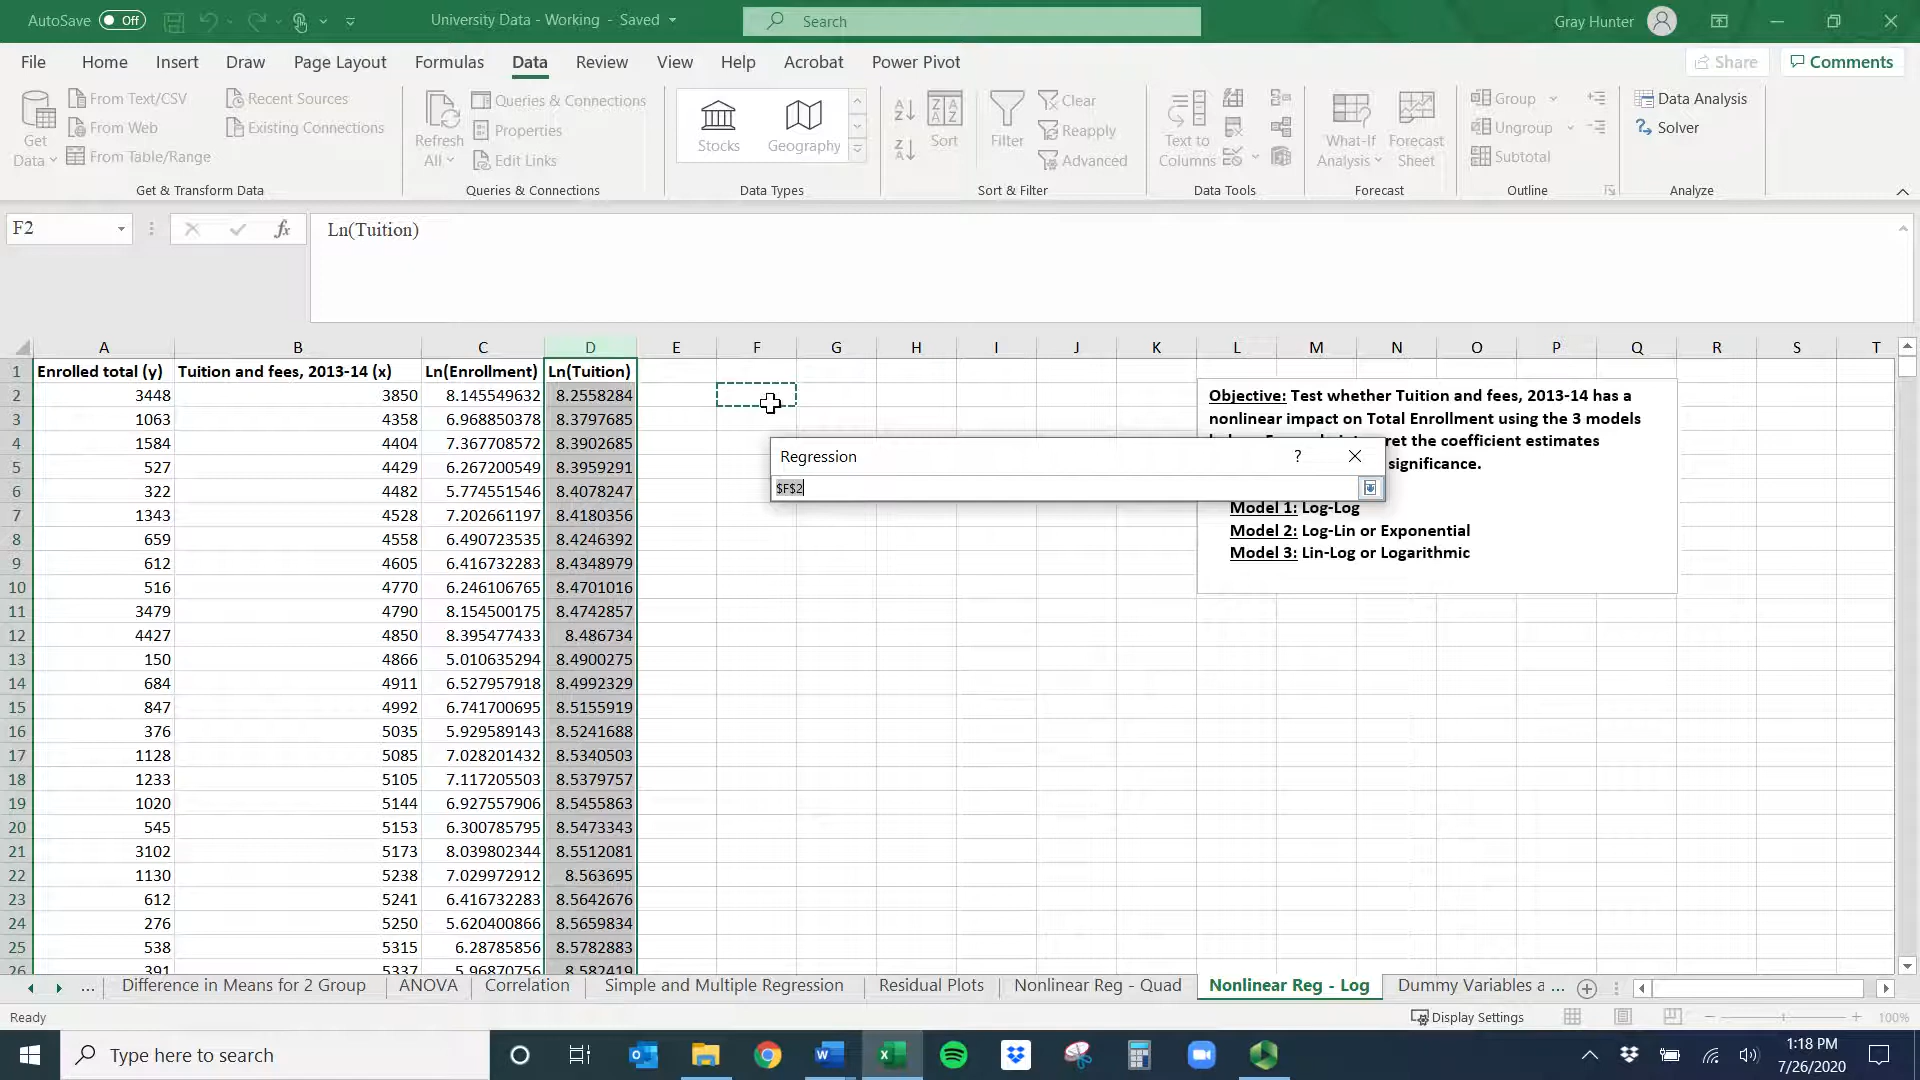 AutoSave Off University Data - Working - Saved Search Gray Hunter
File Home Insert Draw Page Layout Formulas Data Review View Help Acrobat Power Pivot Share Comments
Get Data
From Text/CSV
From Web
From Table/Range
Recent Sources
Existing Connections
Get & Transform Data
Refresh All
Queries & Connections
Properties
Edit Links
Queries & Connections
Stocks Geography
Data Types
Sort Filter
Clear
Reapply
Advanced
Sort & Filter
Text to Columns
Data Tools
What-If Analysis
Forecast Sheet
Forecast
Group
Ungroup
Subtotal
Outline
Data Analysis
Solver
Analyze
F2 fx Ln(Tuition)
A B C D E F G H I J K L M N O P Q R S T
1 Enrolled total (y) Tuition and fees, 2013-14 (x) Ln(Enrollment) Ln(Tuition)
2 3448 3850 8.145549632 8.2558284
3 1063 4358 6.968850378 8.3797685
4 1584 4404 7.367708572 8.3902685
5 527 4429 6.267200549 8.3959291
6 322 4482 5.774551546 8.4078247
7 1343 4528 7.202661197 8.4180356
8 659 4558 6.490723535 8.4246392
9 612 4605 6.416732283 8.4348979
10 516 4770 6.246106765 8.4701016
11 3479 4790 8.154500175 8.4742857
12 4427 4850 8.395477433 8.486734
13 150 4866 5.010635294 8.4900275
14 684 4911 6.527957918 8.4992329
15 847 4992 6.741700695 8.5155919
16 376 5035 5.929589143 8.5241688
17 1128 5085 7.028201432 8.5340503
18 1233 5105 7.117205503 8.5379757
19 1020 5144 6.927557906 8.5455863
20 545 5153 6.300785795 8.5473343
21 3102 5173 8.039802344 8.5512081
22 1130 5238 7.029972912 8.563695
23 612 5241 6.416732283 8.5642676
24 276 5250 5.620400866 8.5659834
25 538 5315 6.28785856 8.5782883
26 391 5337 5.96870756 8.582419
Objective: Test whether Tuition and fees, 2013-14 has a
nonlinear impact on Total Enrollment using the 3 models
ret the coefficient estimates
significance.
Model 1: Log-Log
Model 2: Log-Lin or Exponential
Model 3: Lin-Log or Logarithmic
Regression ?
$F$2
... Difference in Means for 2 Group ANOVA Correlation Simple and Multiple Regression Residual Plots Nonlinear Reg - Quad Nonlinear Reg - Log Dummy Variables a ...
Ready Display Settings 100%
Type here to search
1:18 PM
7/26/2020